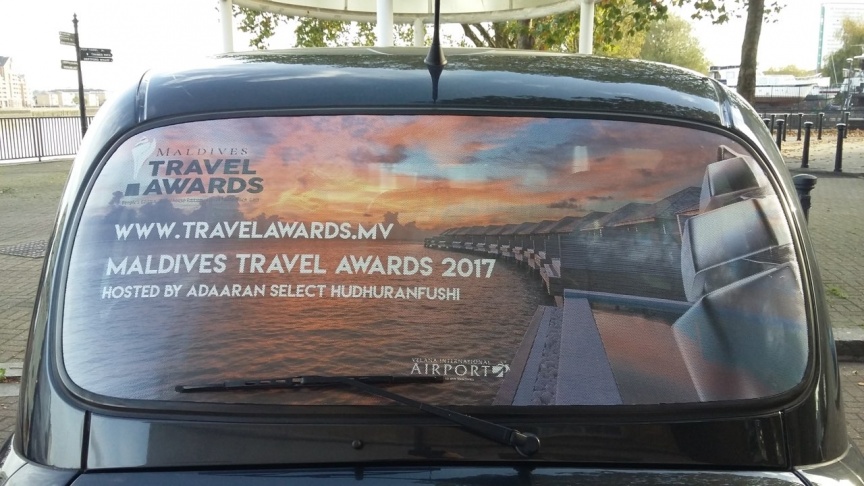 MALDIVES
TRAVEL
AWARDS
WWW.TRAVELAWARDS.MV
MALDIVES TRAVEL AWARDS 2017
HOSTED BY ADAARAN SELECT HUDHURANFUSHI
VELANA INTERNATIONAL
AIRPORT